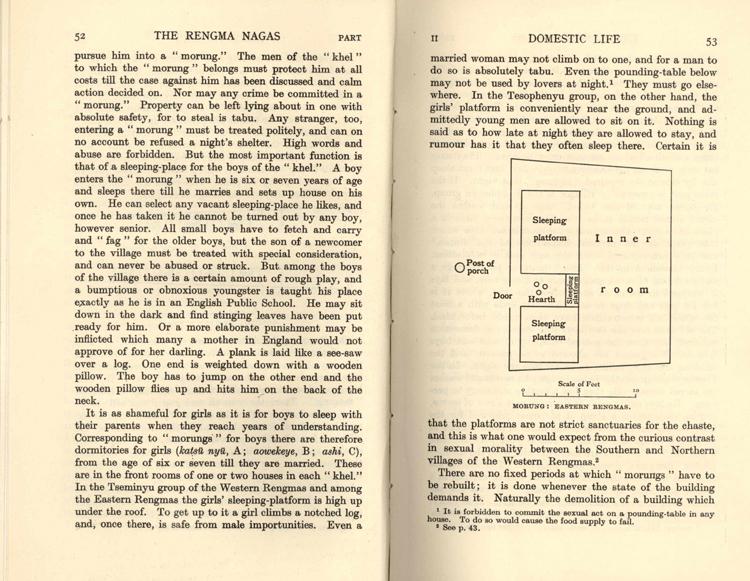 52 THE RENGMA NAGAS PART
pursue him into a “ morung.” The men of the “ khel ”
to which the “ morung ” belongs must protect him at all
costs till the case against him has been discussed and calm
action decided on. Nor may any crime be committed in a
“ morung.” Property can be left lying about in one with
absolute safety, for to steal is tabu. Any stranger, too,
entering a “ morung ” must be treated politely, and can on
no account be refused a night's shelter. High words and
abuse are forbidden. But the most important function is
that of a sleeping-place for the boys of the “ khel.” A boy
enters the “ morung ” when he is six or seven years of age
and sleeps there till he marries and sets up house on his
own. He can select any vacant sleeping-place he likes, and
once he has taken it he cannot be turned out by any boy,
however senior. All small boys have to fetch and carry
and “ fag ” for the older boys, but the son of a newcomer
to the village must be treated with special consideration,
and can never be abused or struck. But among the boys
of the village there is a certain amount of rough play, and
a bumptious or obnoxious youngster is taught his place
exactly as he is in an English Public School. He may sit
down in the dark and find stinging leaves have been put
ready for him. Or a more elaborate punishment may be
inflicted which many a mother in England would not
approve of for her darling. A plank is laid like a see-saw
over a log. One end is weighted down with a wooden
pillow. The boy has to jump on the other end and the
wooden pillow flies up and hits him on the back of the
neck.
It is as shameful for girls as it is for boys to sleep with
their parents when they reach years of understanding.
Corresponding to “ morungs ” for boys there are therefore
dormitories for girls (katsü nyü, A ; aowekeye, B ; ashi, C),
from the age of six or seven till they are married. These
are in the front rooms of one or two houses in each “ khel.”
In the Tseminyu group of the Western Rengmas and among
the Eastern Rengmas the girls' sleeping-platform is high up
under the roof. To get up to it a girl climbs a notched log,
and, once there, is safe from male importunities. Even a
II DOMESTIC LIFE 53
married woman may not climb on to one, and for a man to
do so is absolutely tabu. Even the pounding-table below
may not be used by lovers at night.¹ They must go else-
where. In the Tesophenyu group, on the other hand, the
girls' platform is conveniently near the ground, and ad-
mittedly young men are allowed to sit on it. Nothing is
said as to how late at night they are allowed to stay, and
rumour has it that they often sleep there. Certain it is
Sleeping
platform
Inner
room
Post of
porch
Door
Hearth
Sleeping
platform
Sleeping
platform
Scale of Feet
0 5 10
MORUNG : EASTERN RENGMAS.
that the platforms are not strict sanctuaries for the chaste,
and this is what one would expect from the curious contrast
in sexual morality between the Southern and Northern
villages of the Western Rengmas.²
There are no fixed periods at which “ morungs ” have to
be rebuilt ; it is done whenever the state of the building
demands it. Naturally the demolition of a building which
¹ It is forbidden to commit the sexual act on a pounding-table in any
house. To do so would cause the food supply to fail.
² See p. 43.